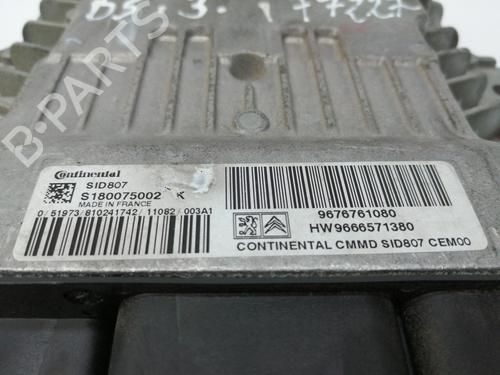 B-PARTS
Continental
SID807
S180075002 K
MADE IN FRANCE
0/51973/810241742/11082/003A1
9676761080
HW9666571380
CONTINENTAL CMMD SID807 CEM00